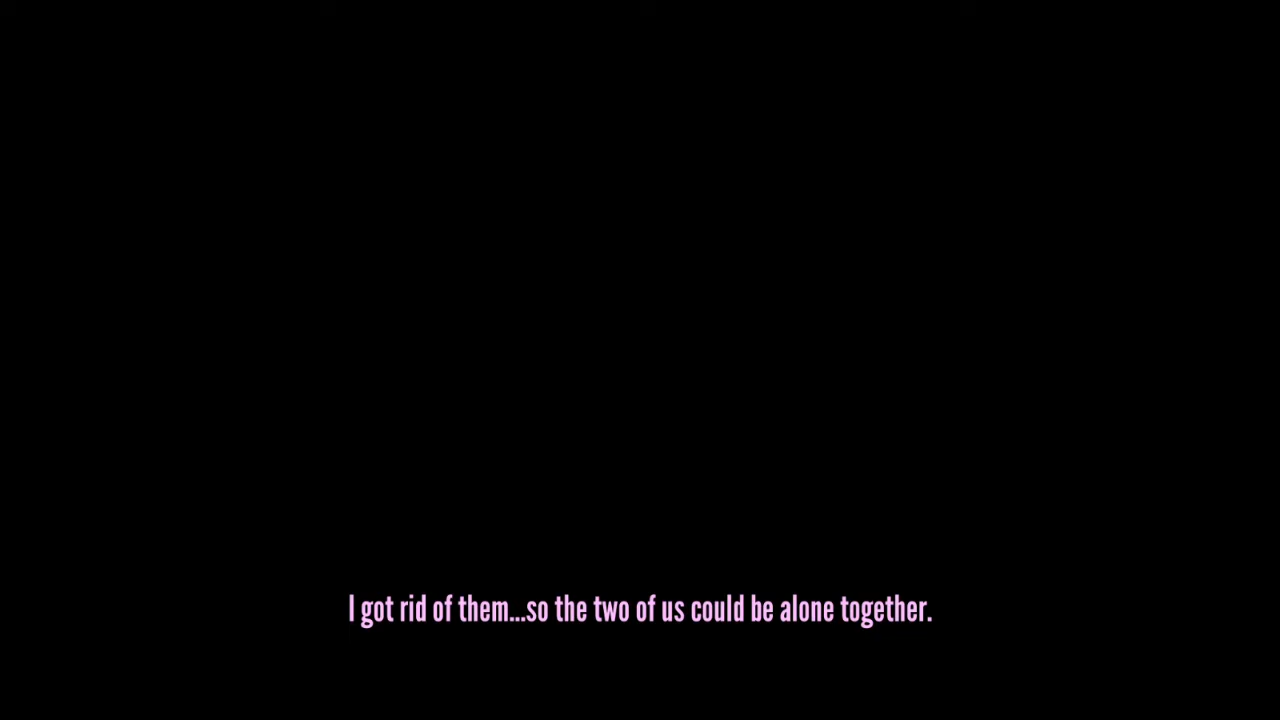 I got rid of them...so the two of us could be alone together.